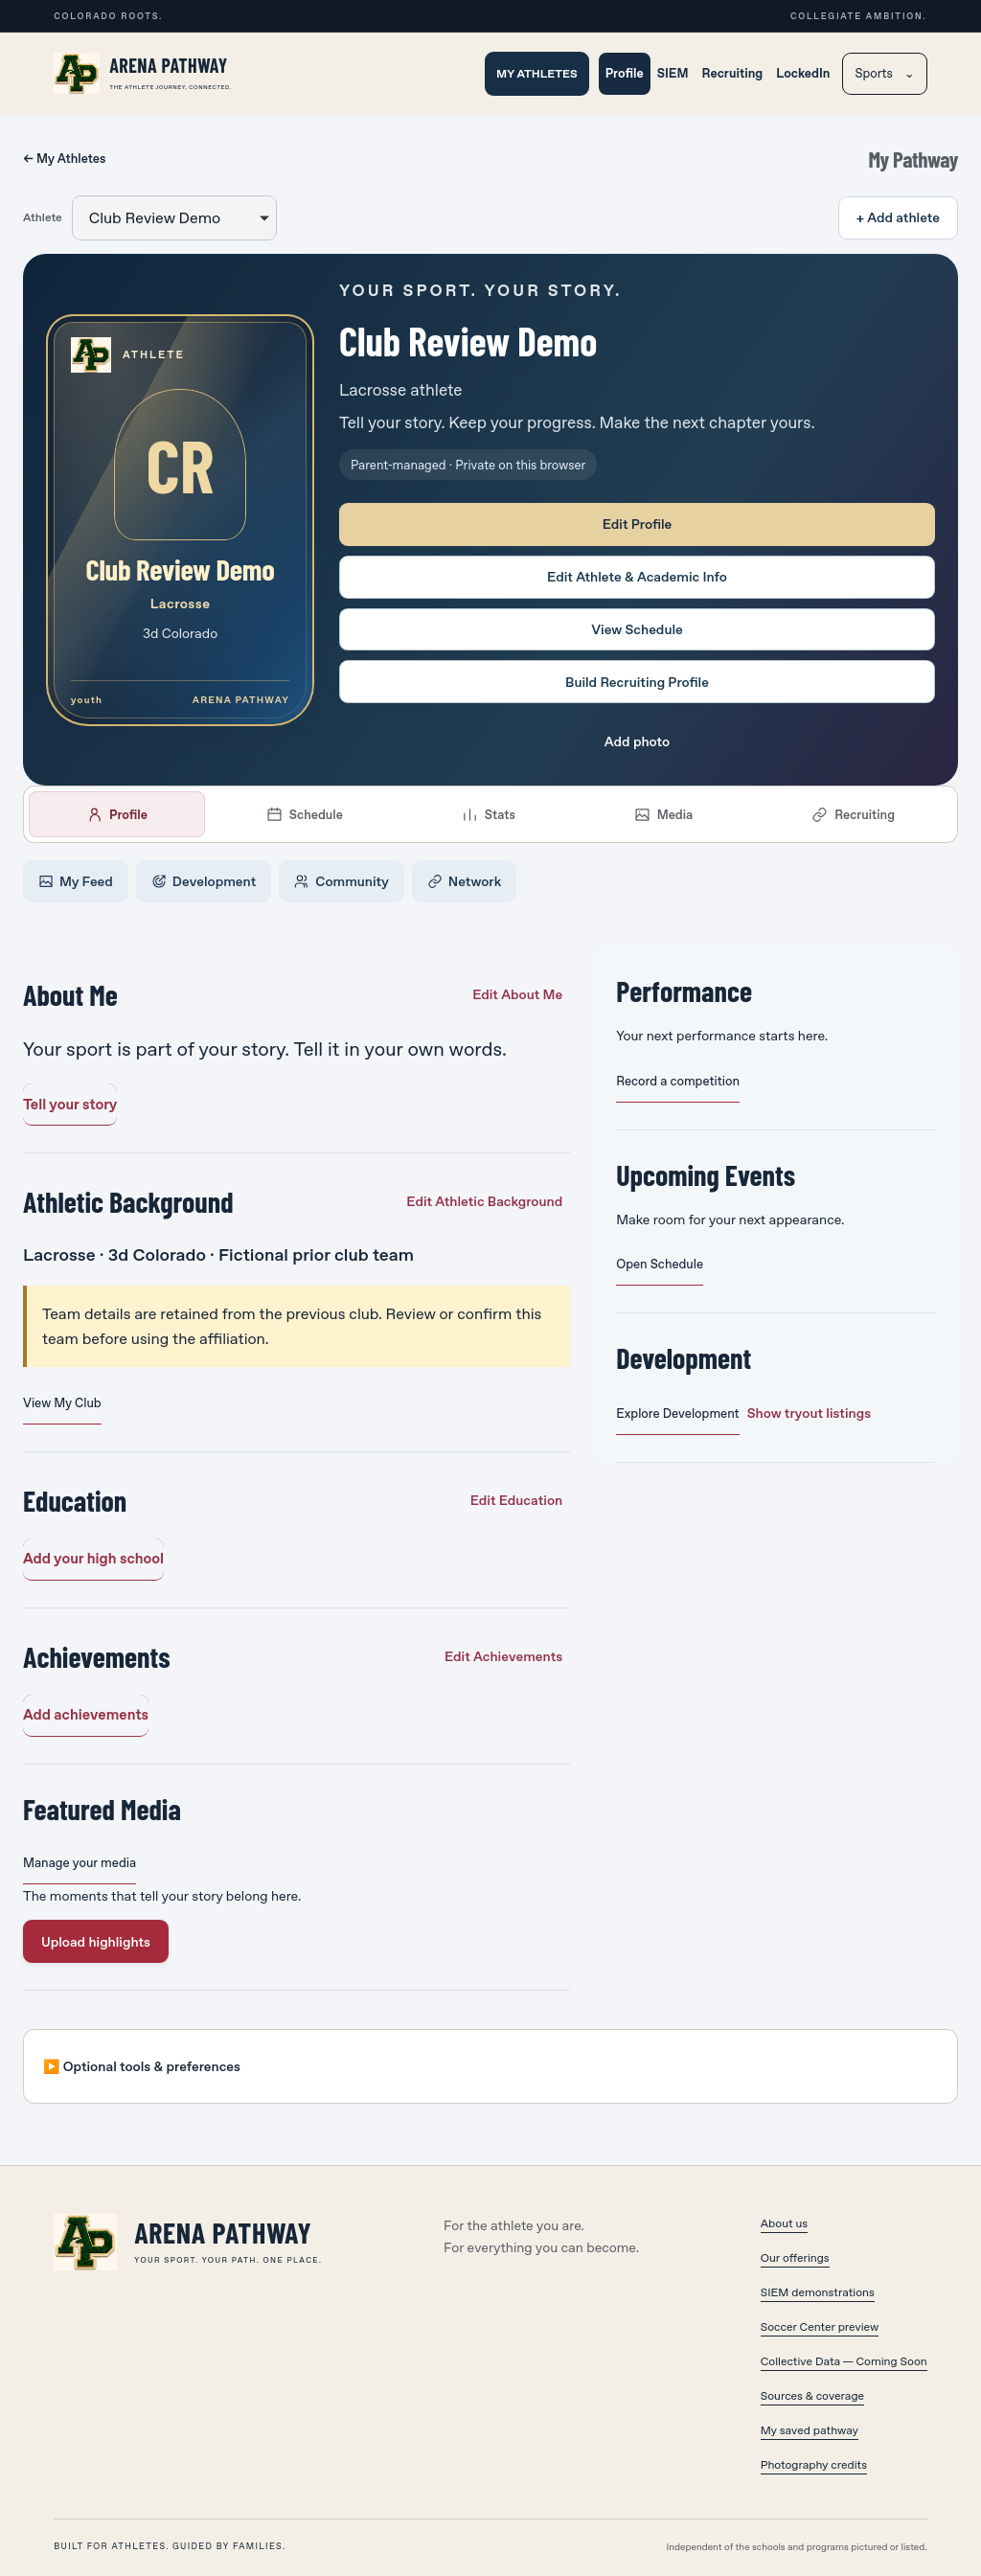 COLORADO ROOTS.
COLLEGIATE AMBITION.
AP
ARENA PATHWAY
THE ATHLETE JOURNEY, CONNECTED.
MY ATHLETES
Profile
SIEM
Recruiting
LockedIn
Sports
← My Athletes
My Pathway
Athlete
Club Review Demo
+ Add athlete
AP
ATHLETE
CR
Club Review Demo
Lacrosse
3d Colorado
youth
ARENA PATHWAY
YOUR SPORT. YOUR STORY.
Club Review Demo
Lacrosse athlete
Tell your story. Keep your progress. Make the next chapter yours.
Parent-managed · Private on this browser
Edit Profile
Edit Athlete & Academic Info
View Schedule
Build Recruiting Profile
Add photo
Profile
Schedule
Stats
Media
Recruiting
My Feed
Development
Community
Network
About Me
Edit About Me
Your sport is part of your story. Tell it in your own words.
Tell your story
Athletic Background
Edit Athletic Background
Lacrosse · 3d Colorado · Fictional prior club team
Team details are retained from the previous club. Review or confirm this
team before using the affiliation.
View My Club
Education
Edit Education
Add your high school
Achievements
Edit Achievements
Add achievements
Featured Media
Manage your media
The moments that tell your story belong here.
Upload highlights
Performance
Your next performance starts here.
Record a competition
Upcoming Events
Make room for your next appearance.
Open Schedule
Development
Explore Development
Show tryout listings
Optional tools & preferences
AP
ARENA PATHWAY
YOUR SPORT. YOUR PATH. ONE PLACE.
For the athlete you are.
For everything you can become.
About us
Our offerings
SIEM demonstrations
Soccer Center preview
Collective Data — Coming Soon
Sources & coverage
My saved pathway
Photography credits
BUILT FOR ATHLETES. GUIDED BY FAMILIES.
Independent of the schools and programs pictured or listed.